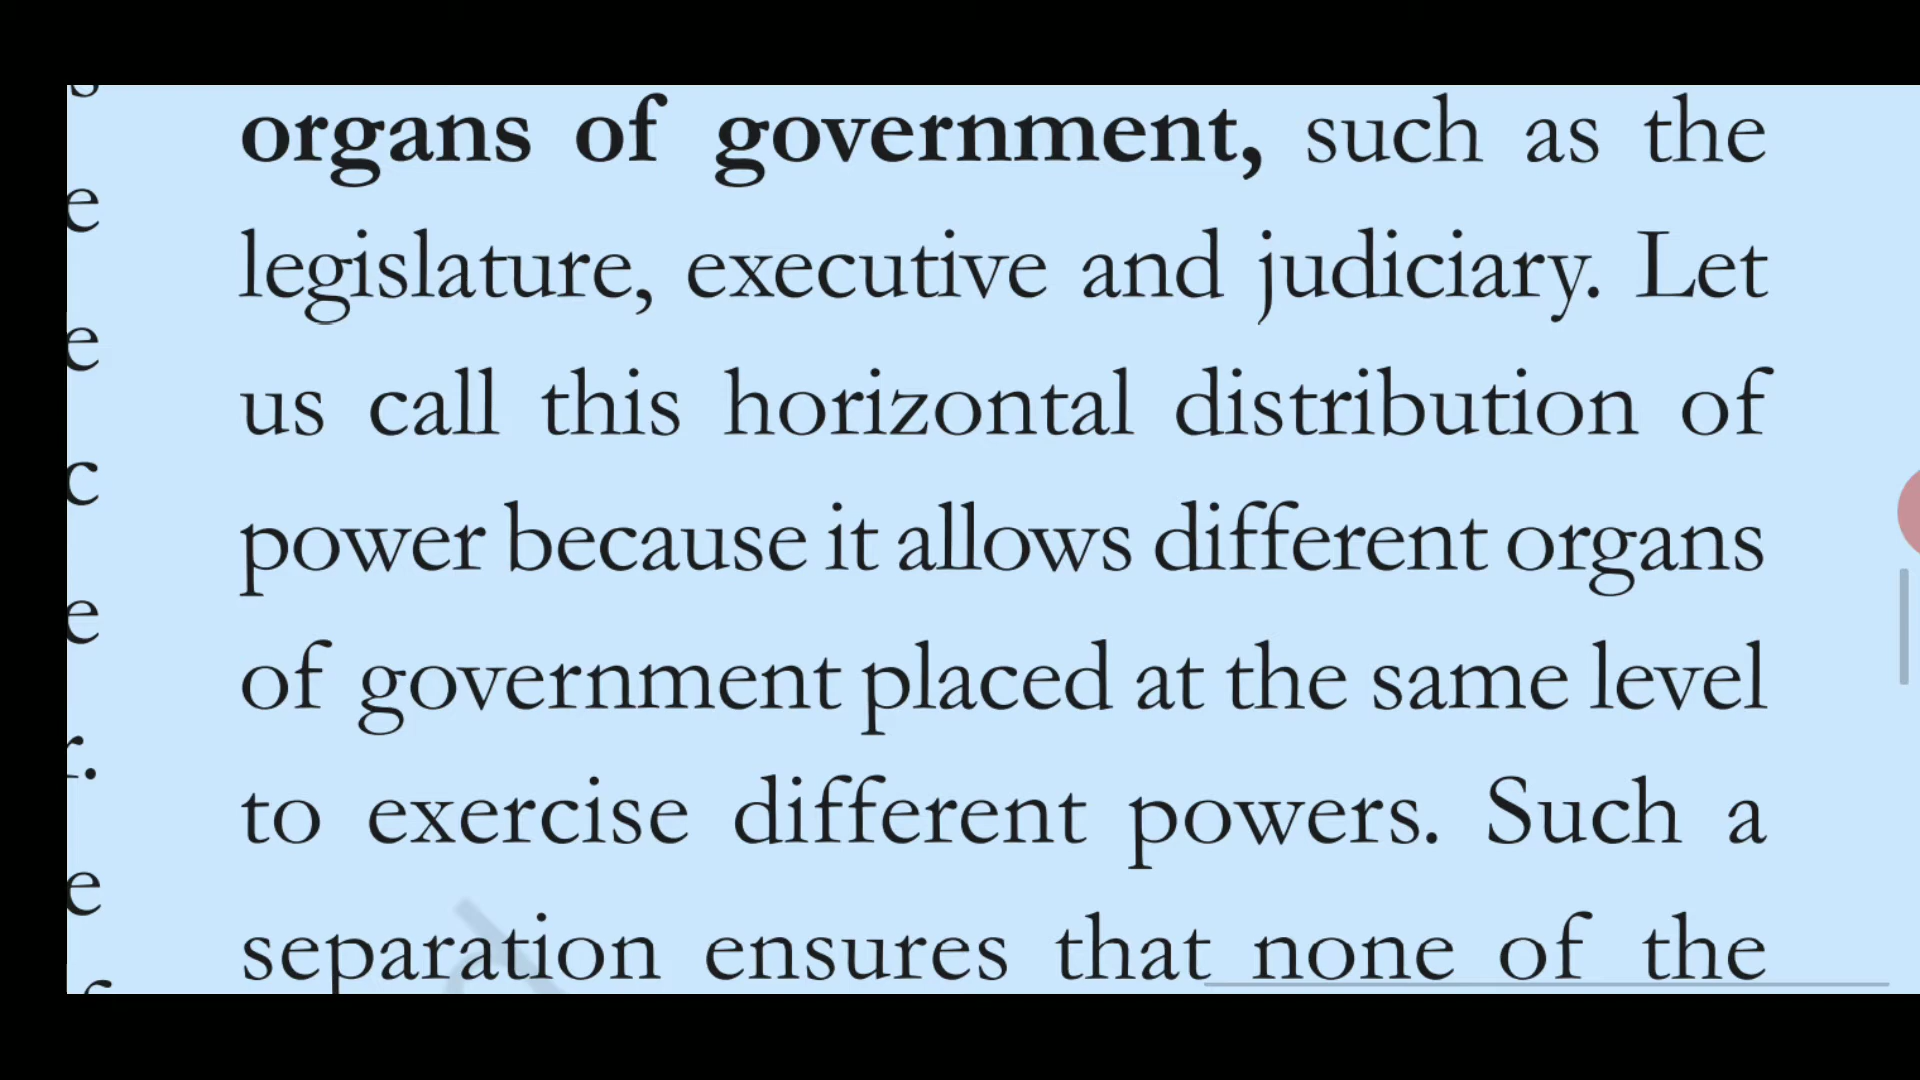 organs of government, such as the
legislature, executive and judiciary. Let
us call this horizontal distribution of
power because it allows different organs
of government placed at the same level
to exercise different powers. Such a
separation ensures that none of the